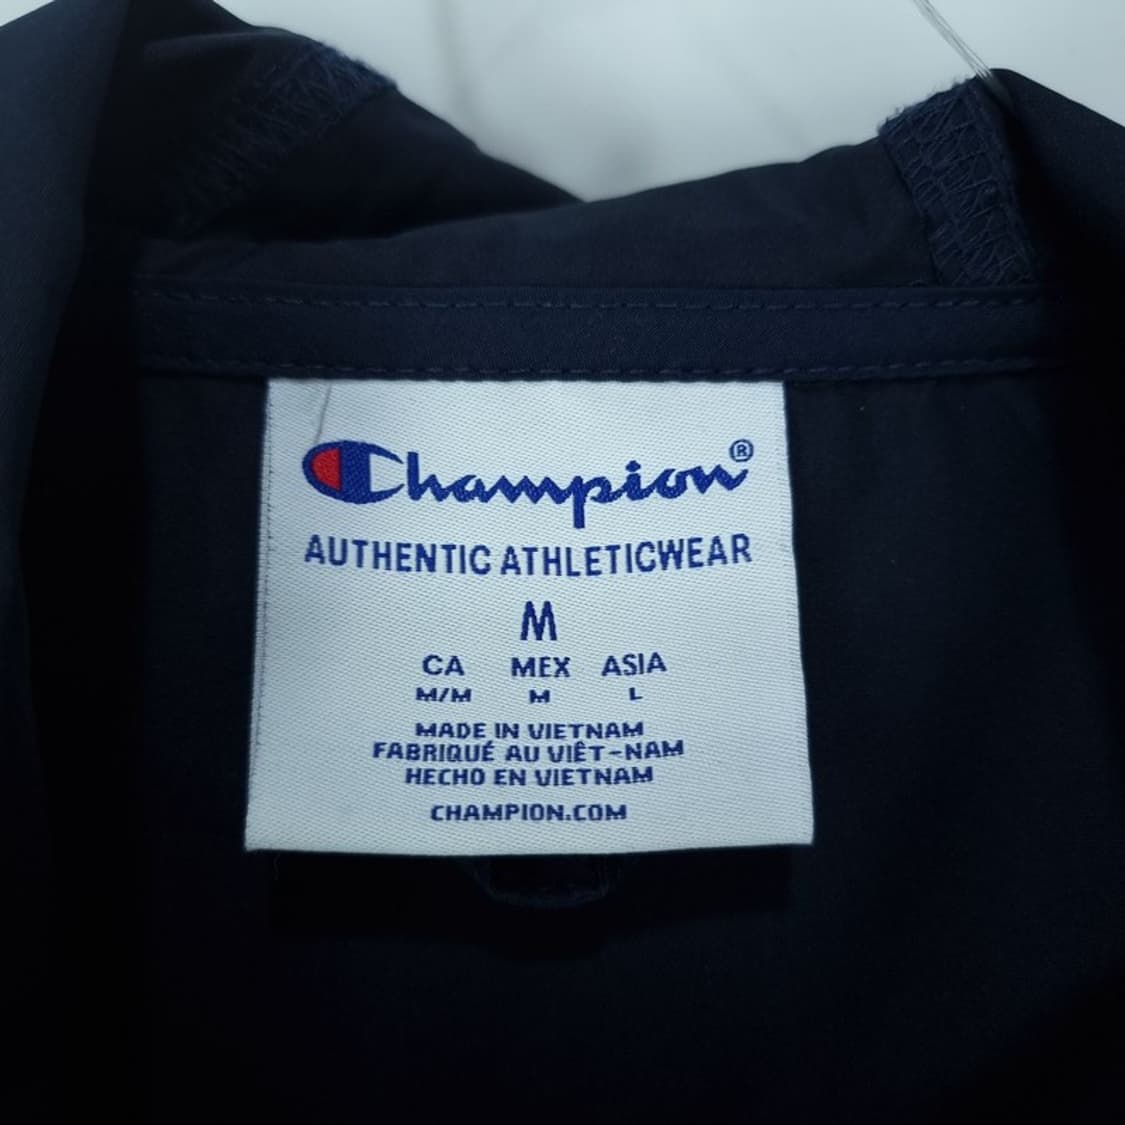 Champion®
AUTHENTIC ATHLETICWEAR
M
CA MEX ASIA
M/M M L
MADE IN VIETNAM
FABRIQUÉ AU VIÊT-NAM
HECHO EN VIETNAM
CHAMPION.COM